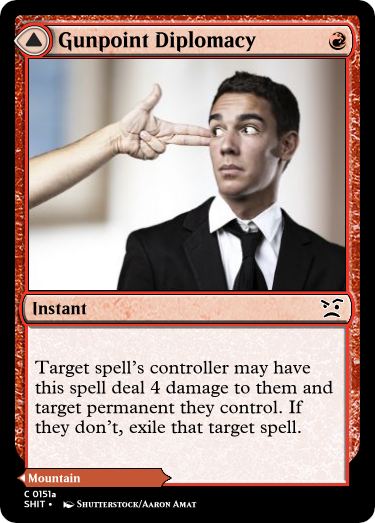 Gunpoint Diplomacy
Instant
Target spell's controller may have
this spell deal 4 damage to them and
target permanent they control. If
they don't, exile that target spell.
Mountain
C 0151a
SHIT • Shutterstock/Aaron Amat